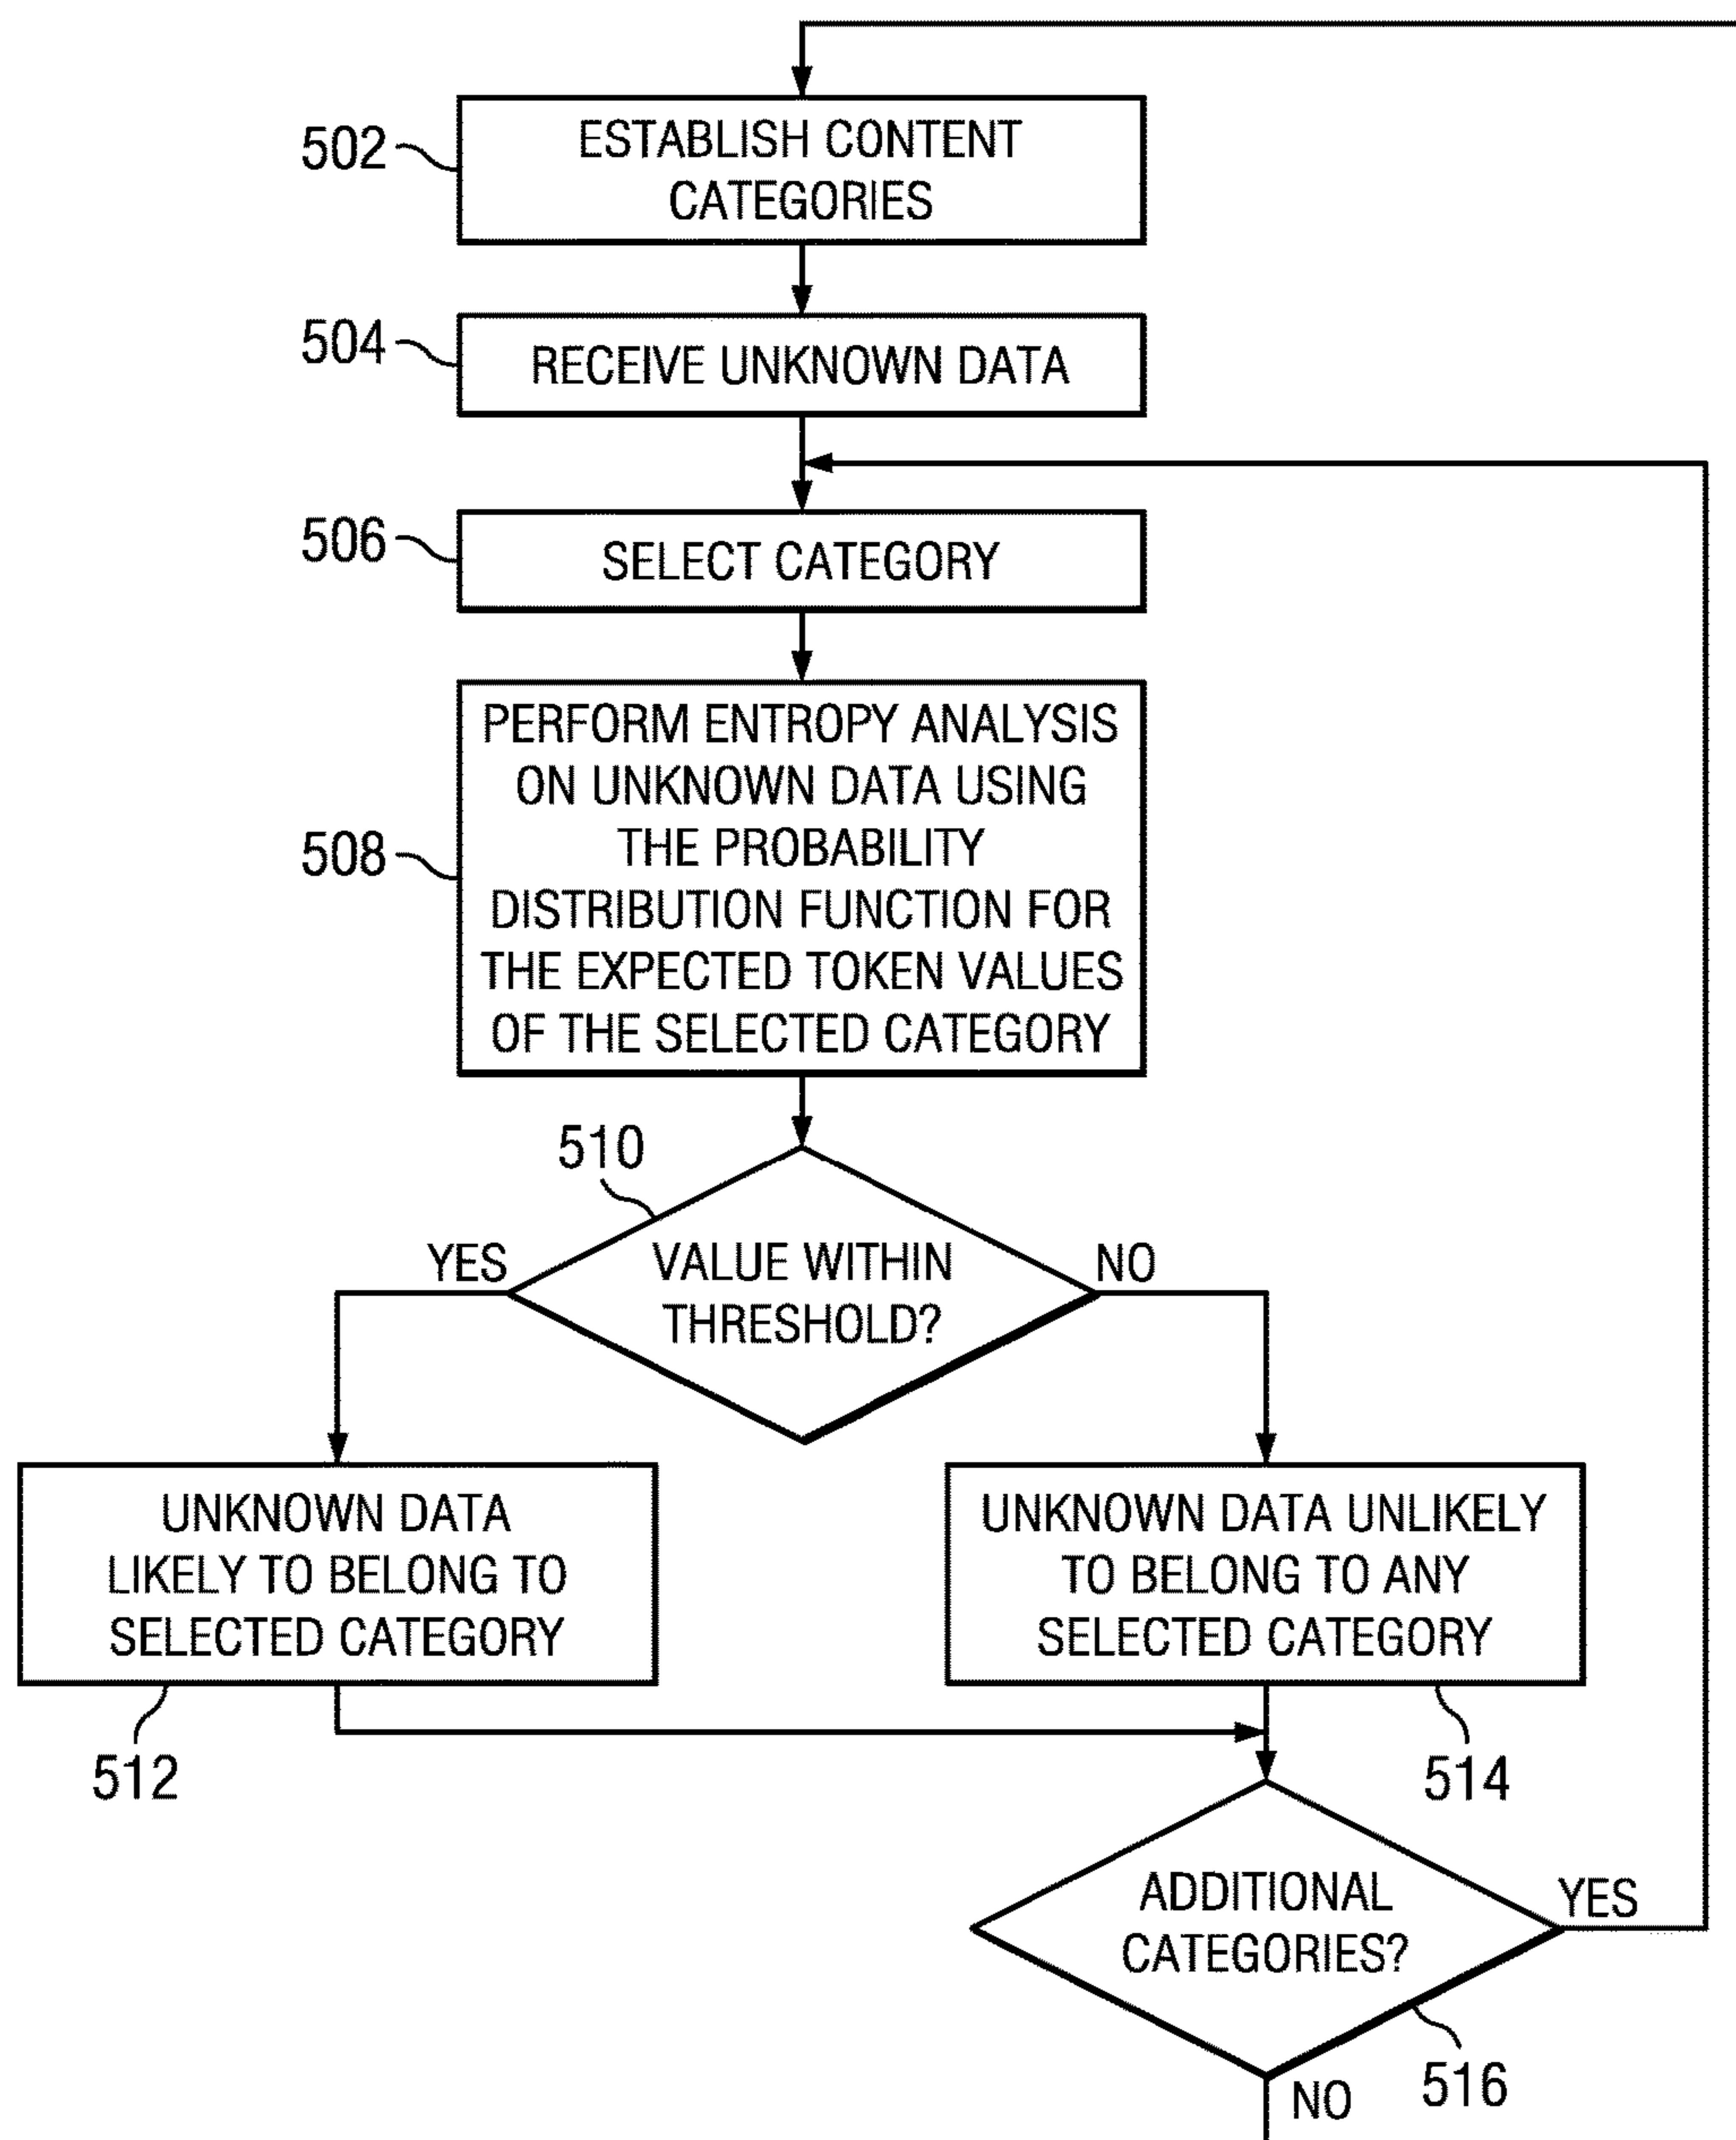 502
ESTABLISH CONTENT
CATEGORIES
504
RECEIVE UNKNOWN DATA
506
SELECT CATEGORY
508
PERFORM ENTROPY ANALYSIS
ON UNKNOWN DATA USING
THE PROBABILITY
DISTRIBUTION FUNCTION FOR
THE EXPECTED TOKEN VALUES
OF THE SELECTED CATEGORY
510
YES
VALUE WITHIN
THRESHOLD?
NO
UNKNOWN DATA
LIKELY TO BELONG TO
SELECTED CATEGORY
512
UNKNOWN DATA UNLIKELY
TO BELONG TO ANY
SELECTED CATEGORY
514
ADDITIONAL
CATEGORIES?
YES
516
NO